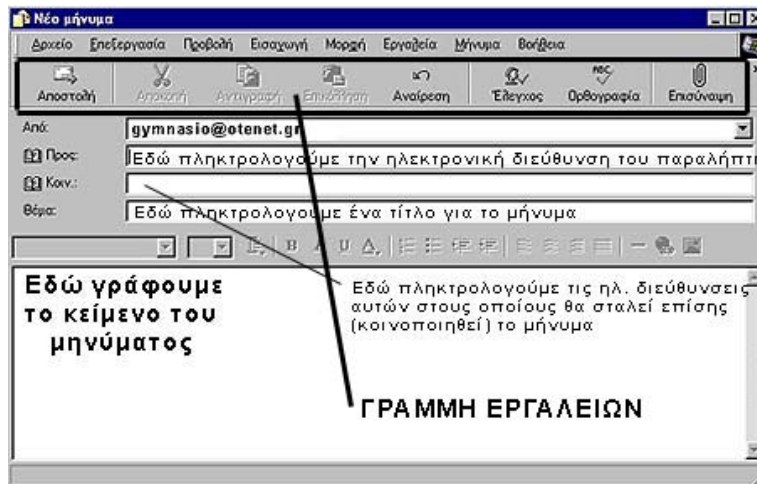 Νέο μήνυμα
Αρχείο Επεξεργασία Προβολή Εισαγωγή Μορφή Εργαλεία Μήνυμα Βοήθεια
Αποστολή Αποκοπή Αντιγραφή Επικόλληση Αναίρεση Έλεγχος Ορθογραφία Επισύναψη
Από: gymnasio@otenet.gr
Προς: Εδώ πληκτρολογούμε την ηλεκτρονική διεύθυνση του παραλήπτ
Κοιν.:
Θέμα: Εδώ πληκτρολογούμε ένα τίτλο για το μήνυμα
Εδώ γράφουμε
το κείμενο του
μηνύματος
Εδώ πληκτρολογούμε τις ηλ. διεύθυνσεις
αυτών στους οποίους θα σταλεί επίσης
(κοινοποιηθεί) το μήνυμα
ΓΡΑΜΜΗ ΕΡΓΑΛΕΙΩΝ